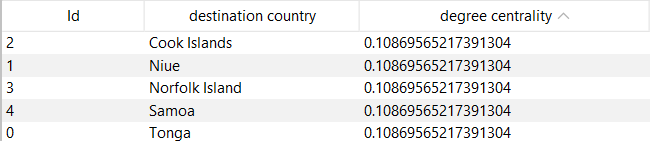 Id destination country degree centrality
2 Cook Islands 0.10869565217391304
1 Niue 0.10869565217391304
3 Norfolk Island 0.10869565217391304
4 Samoa 0.10869565217391304
0 Tonga 0.10869565217391304